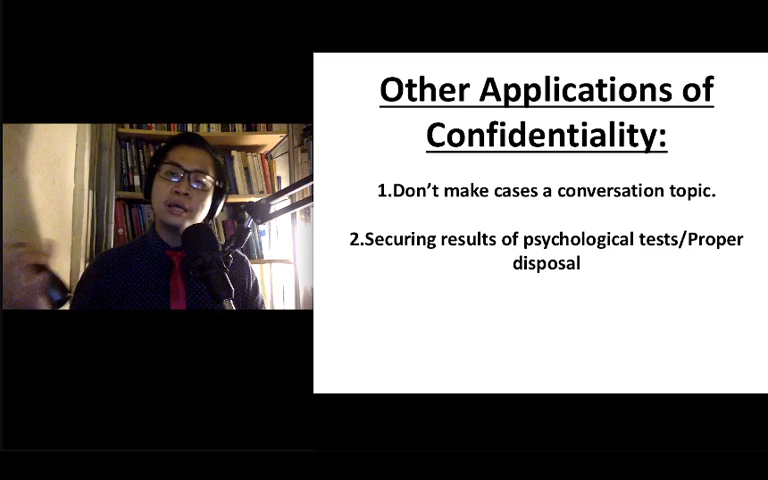 Other Applications of
Confidentiality:
1.Don't make cases a conversation topic.
2.Securing results of psychological tests/Proper
disposal